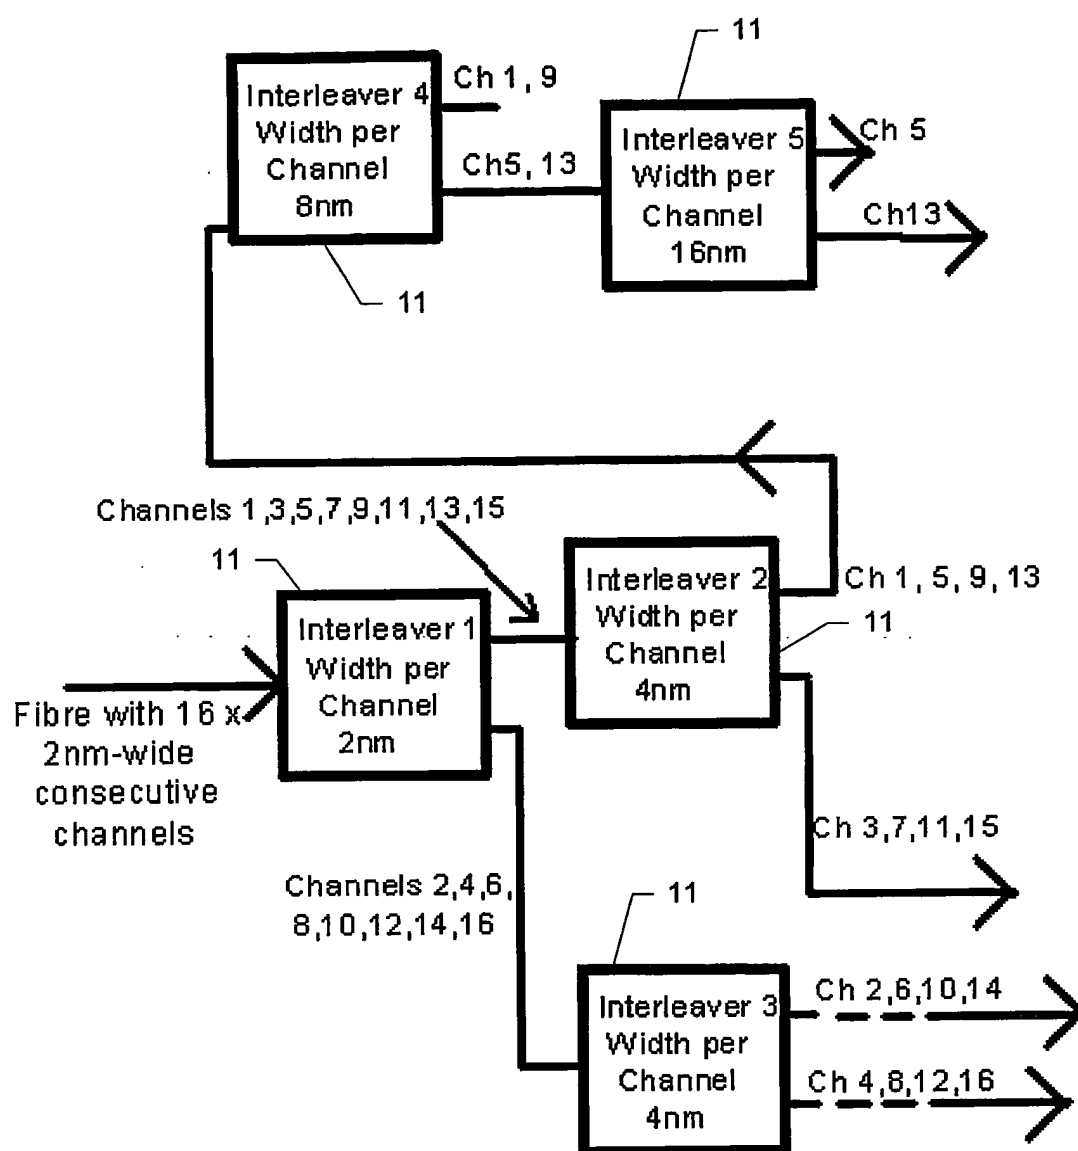 11
Ch 1, 9
Interleaver 4
Width per
Channel
8nm
Ch5, 13
Interleaver 5
Width per
Channel
16nm
Ch 5
Ch13
11
Channels 1,3,5,7,9,11,13,15
11
Interleaver 2
Width per
Channel
4nm
Ch 1, 5, 9, 13
11
Interleaver 1
Width per
Channel
2nm
Fibre with 16 x
2nm-wide
consecutive
channels
Ch 3,7,11,15
Channels 2,4,6,
8,10,12,14,16
11
Interleaver 3
Width per
Channel
4nm
Ch 2,6,10,14
Ch 4,8,12,16